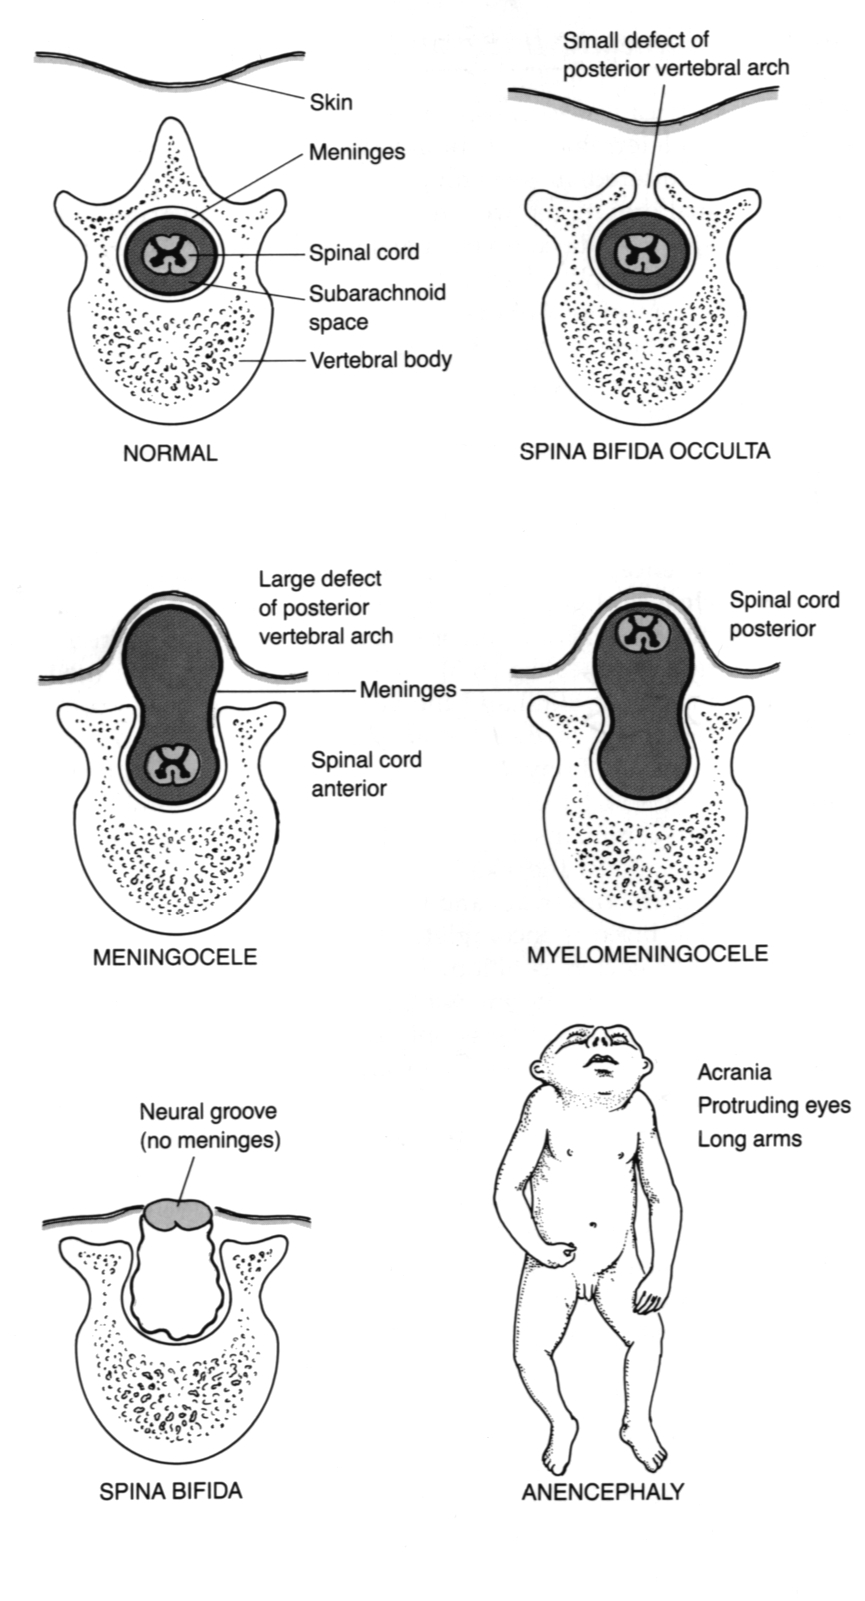 Skin
Meninges
Spinal cord
Subarachnoid
space
Vertebral body
NORMAL
Small defect of
posterior vertebral arch
SPINA BIFIDA OCCULTA
Large defect
of posterior
vertebral arch
Meninges
Spinal cord
anterior
MENINGOCELE
Spinal cord
posterior
MYELOMENINGOCELE
Neural groove
(no meninges)
SPINA BIFIDA
Acrania
Protruding eyes
Long arms
ANENCEPHALY